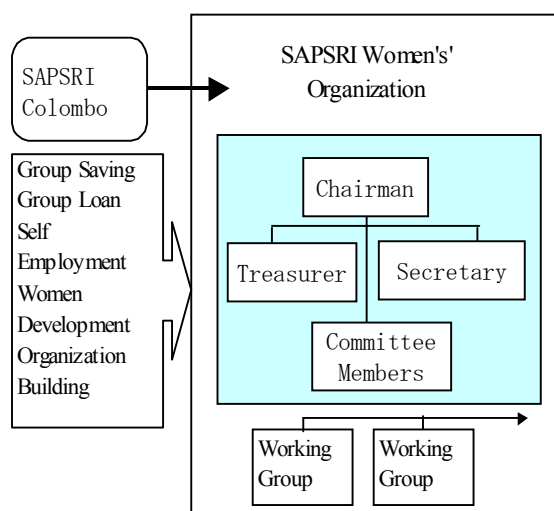 SAPSRI
Colombo
SAPSRI Women's'
Organization
Group Saving
Group Loan
Self
Employment
Women
Development
Organization
Building
Chairman
Treasurer
Secretary
Committee
Members
Working
Group
Working
Group